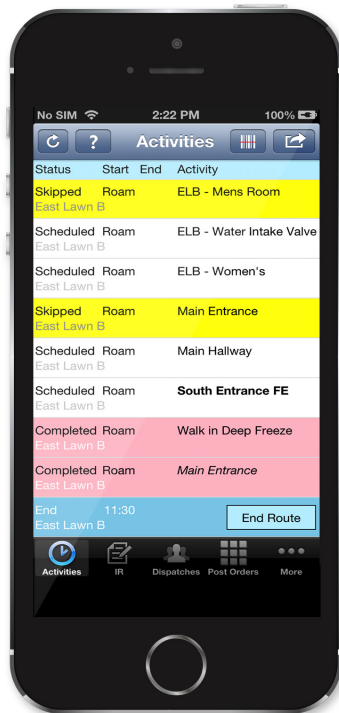 No SIM 2:22 PM 100%
? Activities
Status Start End Activity
Skipped Roam ELB - Mens Room
East Lawn B
Scheduled Roam ELB - Water Intake Valve
East Lawn B
Scheduled Roam ELB - Women's
East Lawn B
Skipped Roam Main Entrance
East Lawn B
Scheduled Roam Main Hallway
East Lawn B
Scheduled Roam South Entrance FE
East Lawn B
Completed Roam Walk in Deep Freeze
East Lawn B
Completed Roam Main Entrance
East Lawn B
End 11:30 End Route
East Lawn B
Activities IR Dispatches Post Orders More